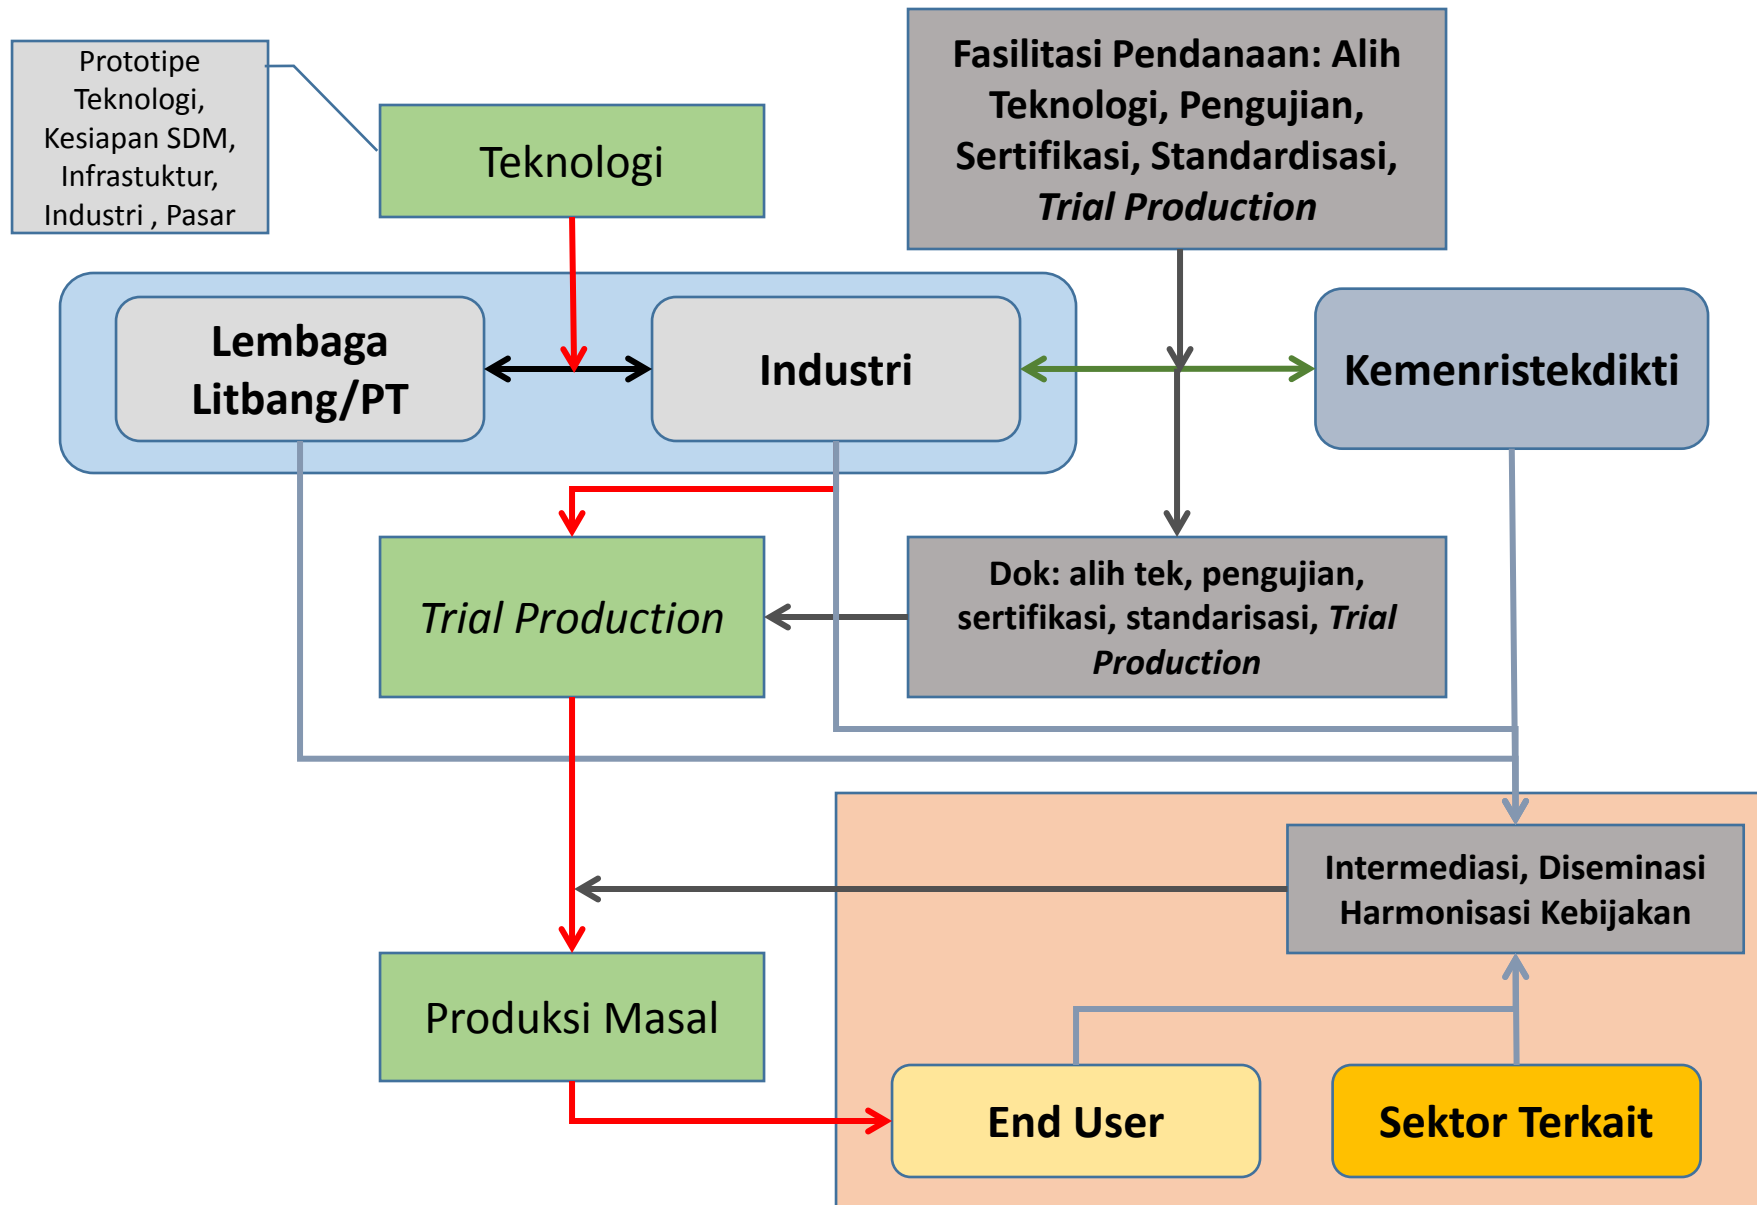 Prototipe
Teknologi,
Kesiapan SDM,
Infrastuktur,
Industri , Pasar
Teknologi
Fasilitasi Pendanaan: Alih
Teknologi, Pengujian,
Sertifikasi, Standardisasi,
Trial Production
Lembaga
Litbang/PT
Industri
Kemenristekdikti
Trial Production
Dok: alih tek, pengujian,
sertifikasi, standarisasi, Trial
Production
Intermediasi, Diseminasi
Harmonisasi Kebijakan
Produksi Masal
End User
Sektor Terkait